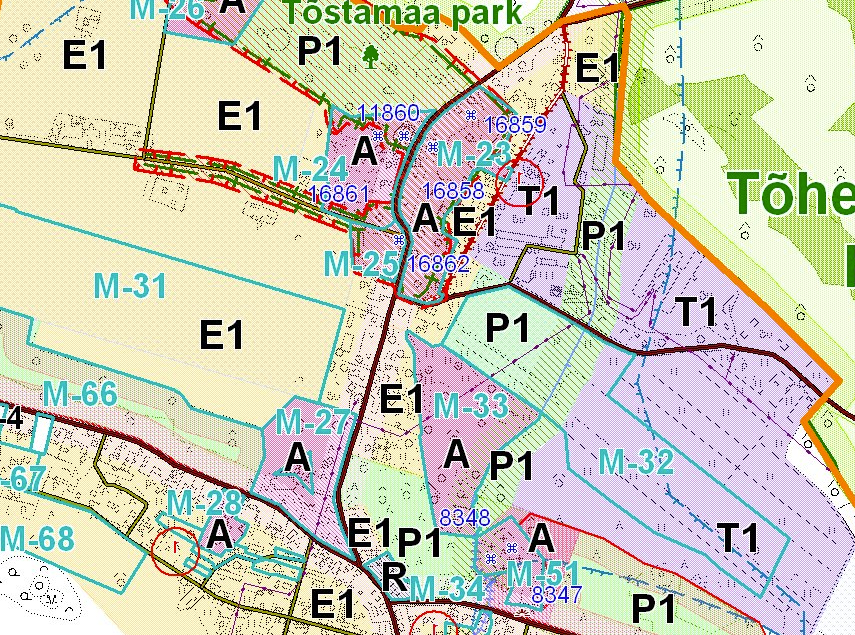 M-26
A
Tõstamaa park
E1
P1
E1
E1
11860
16859
A
M-23
M-24
16861
16858
T1
A
E1
P1
Tõhe
M-25
16862
M-31
T1
P1
E1
M-66
E1
M-33
M-27
A
A
P1
M-32
-4
-67
M-28
8348
A
M-68
E1
P1
A
T1
R
M-34
M-51
8347
E1
P1